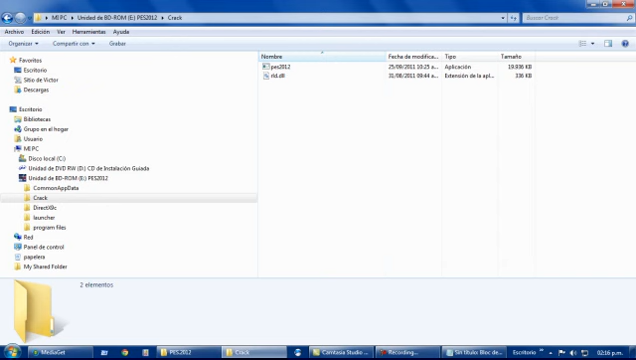 MI PC ▸ Unidad de BD-ROM (E:) PES2012 ▸ Crack
Buscar Crack
Archivo Edición Ver Herramientas Ayuda
Organizar Compartir con Grabar
Nombre Fecha de modifica... Tipo Tamaño
pes2012 25/09/2011 10:25 a... Aplicación 19,936 KB
rld.dll 31/08/2011 09:44 a... Extensión de la apl... 336 KB
Favoritos
Escritorio
Sitio de Victor
Descargas
Escritorio
Bibliotecas
Grupo en el hogar
Usuario
MI PC
Disco local (C:)
Unidad de DVD RW (D:) CD de Instalación Guiada
Unidad de BD-ROM (E:) PES2012
CommonAppData
Crack
launcher
program files
Red
Panel de control
papelera
My Shared Folder
2 elementos
MediaGet
PES2012
Crack
Camtasia Studio ...
Recording...
Sin título: Bloc de...
Escritorio
02:16 p.m.